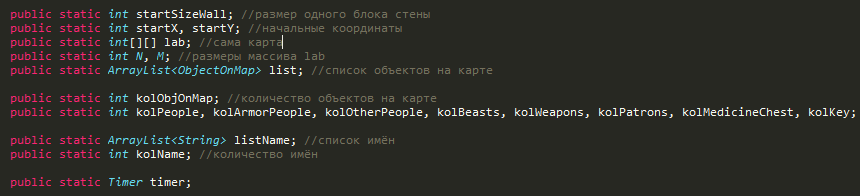 public static int startSizeWall; //размер одного блока стены
public static int startX, startY; //начальные координаты
public static int[][] lab; //сама карта
public static int N, M; //размеры массива lab
public static ArrayList<ObjectOnMap> list; //список объектов на карте
public static int kolObjOnMap; //количество объектов на карте
public static int kolPeople, kolArmorPeople, kolOtherPeople, kolBeasts, kolWeapons, kolPatrons, kolMedicineChest, kolKey;
public static ArrayList<String> listName; //список имён
public static int kolName; //количество имён
public static Timer timer;